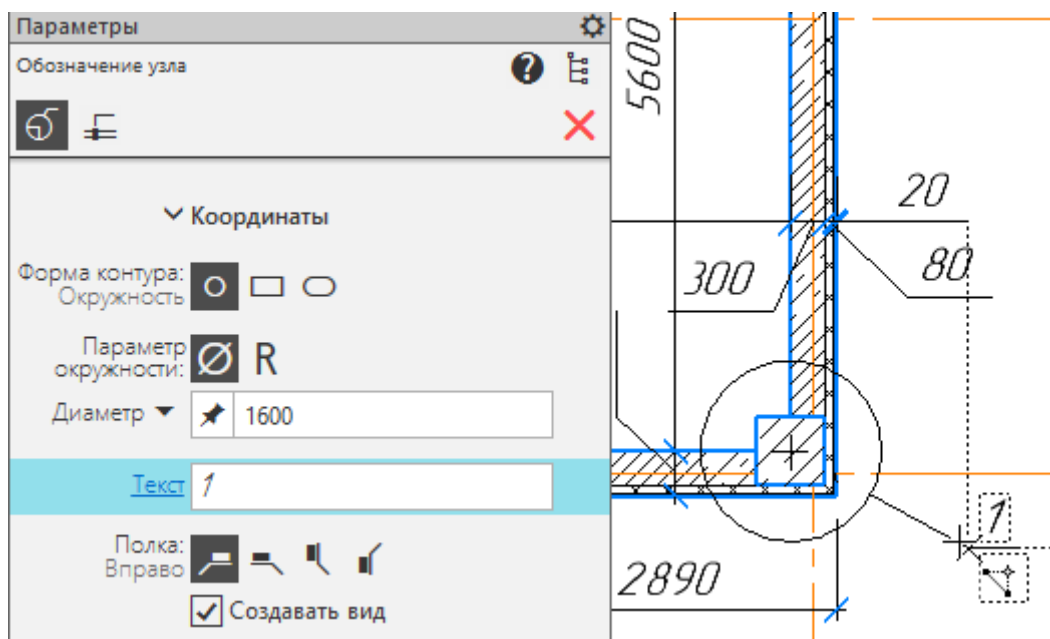 Параметры
Обозначение узла
Координаты
Форма контура:
Окружность
Параметр
окружности:
R
Диаметр
1600
Текст
1
Полка:
Вправо
Создавать вид
5600
20
300
80
1
2890